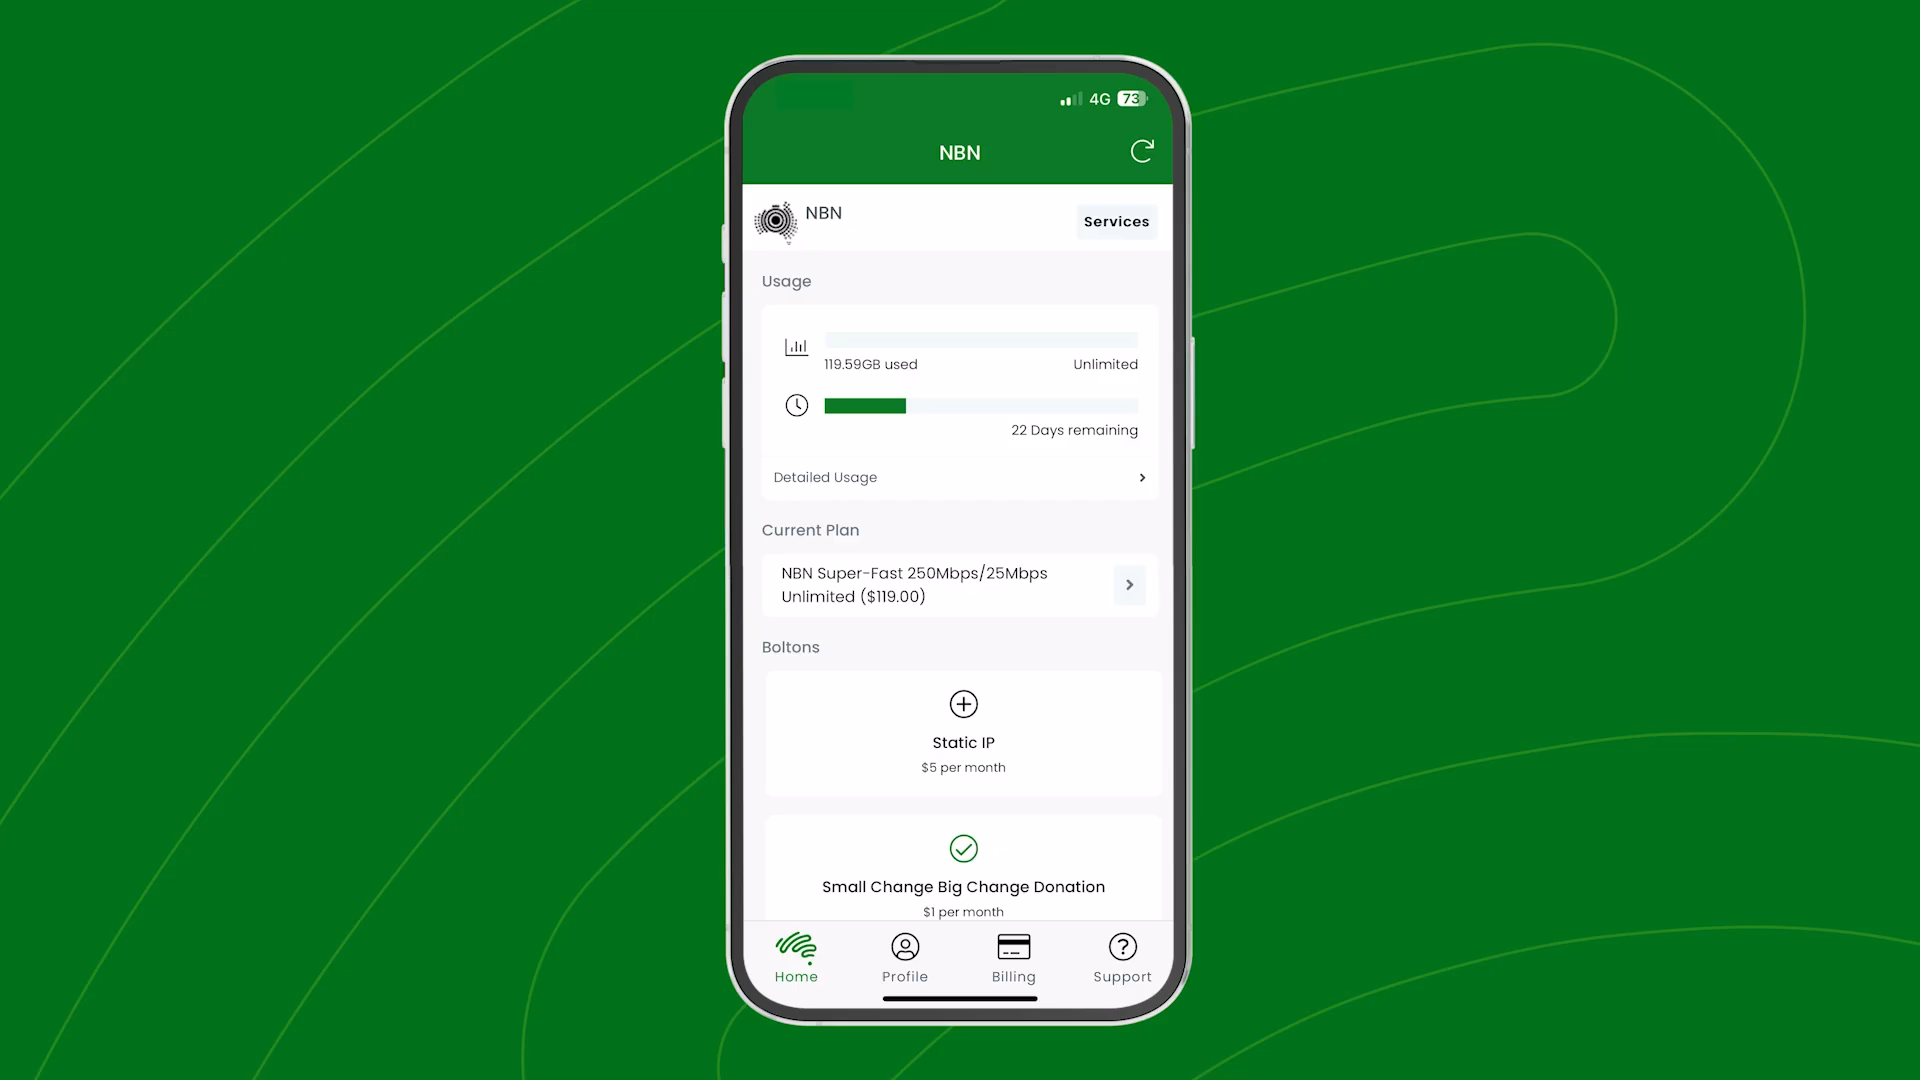 4G 73
NBN
NBN
Services
Usage
119.59GB used
Unlimited
22 Days remaining
Detailed Usage
Current Plan
NBN Super-Fast 250Mbps/25Mbps
Unlimited ($119.00)
Boltons
Static IP
$5 per month
Small Change Big Change Donation
$1 per month
Home
Profile
Billing
Support